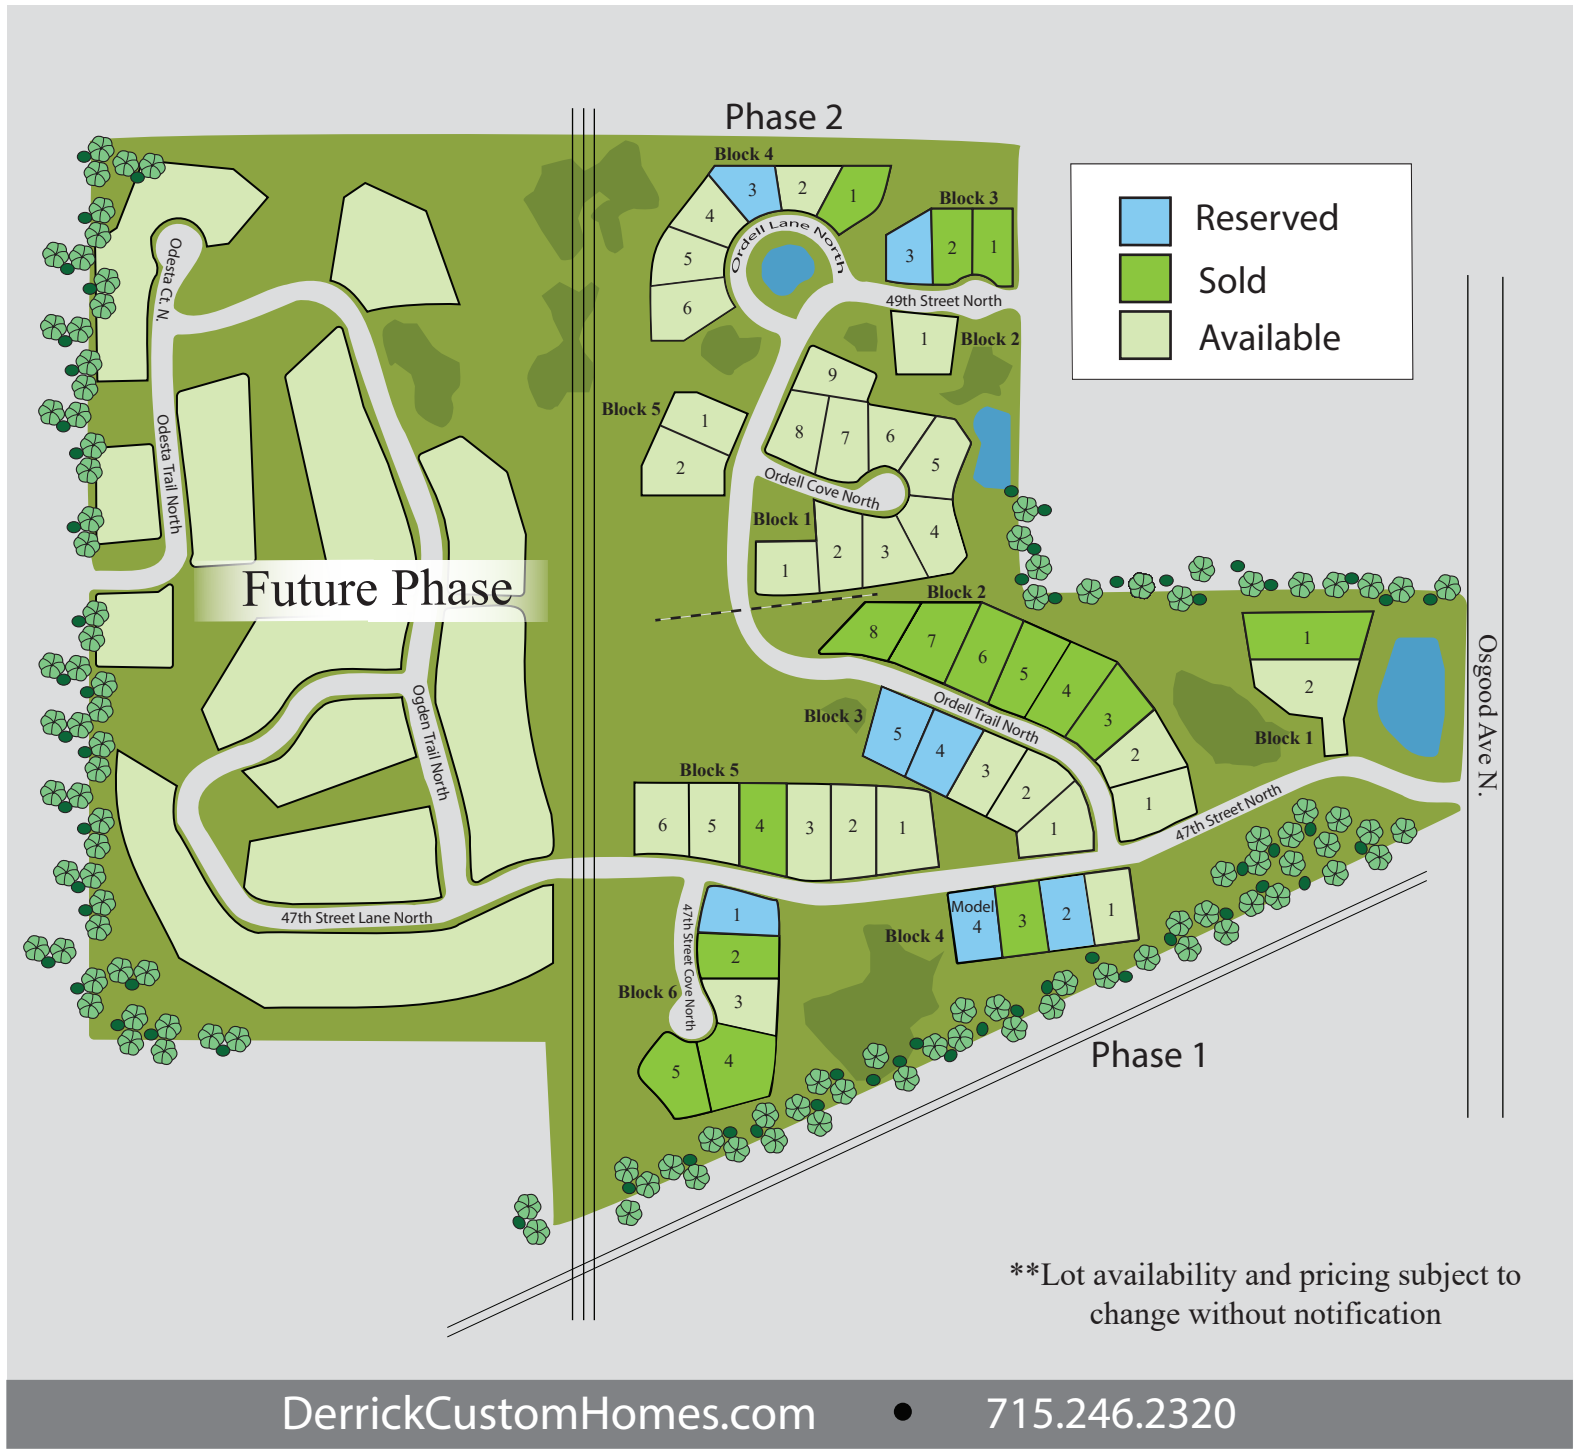 Phase 2
Block 4
3
2
1
4
5
6
Ordell Lane North
Block 3
3
2
1
49th Street North
1
Block 2
Reserved
Sold
Available
Odesta Ct. N.
Odesta Trail North
Block 5
1
2
9
8
7
6
5
4
3
2
1
Ordell Cove North
Block 1
Future Phase
Block 2
8
7
6
5
4
3
2
1
Ordell Trail North
Block 3
5
4
3
2
1
1
2
Block 1
Osgood Ave N.
47th Street North
Ogden Trail North
47th Street Lane North
Block 5
6
5
4
3
2
1
Block 4
Model
4
3
2
1
47th Street Cove North
Block 6
1
2
3
4
5
Phase 1
**Lot availability and pricing subject to
change without notification
DerrickCustomHomes.com • 715.246.2320